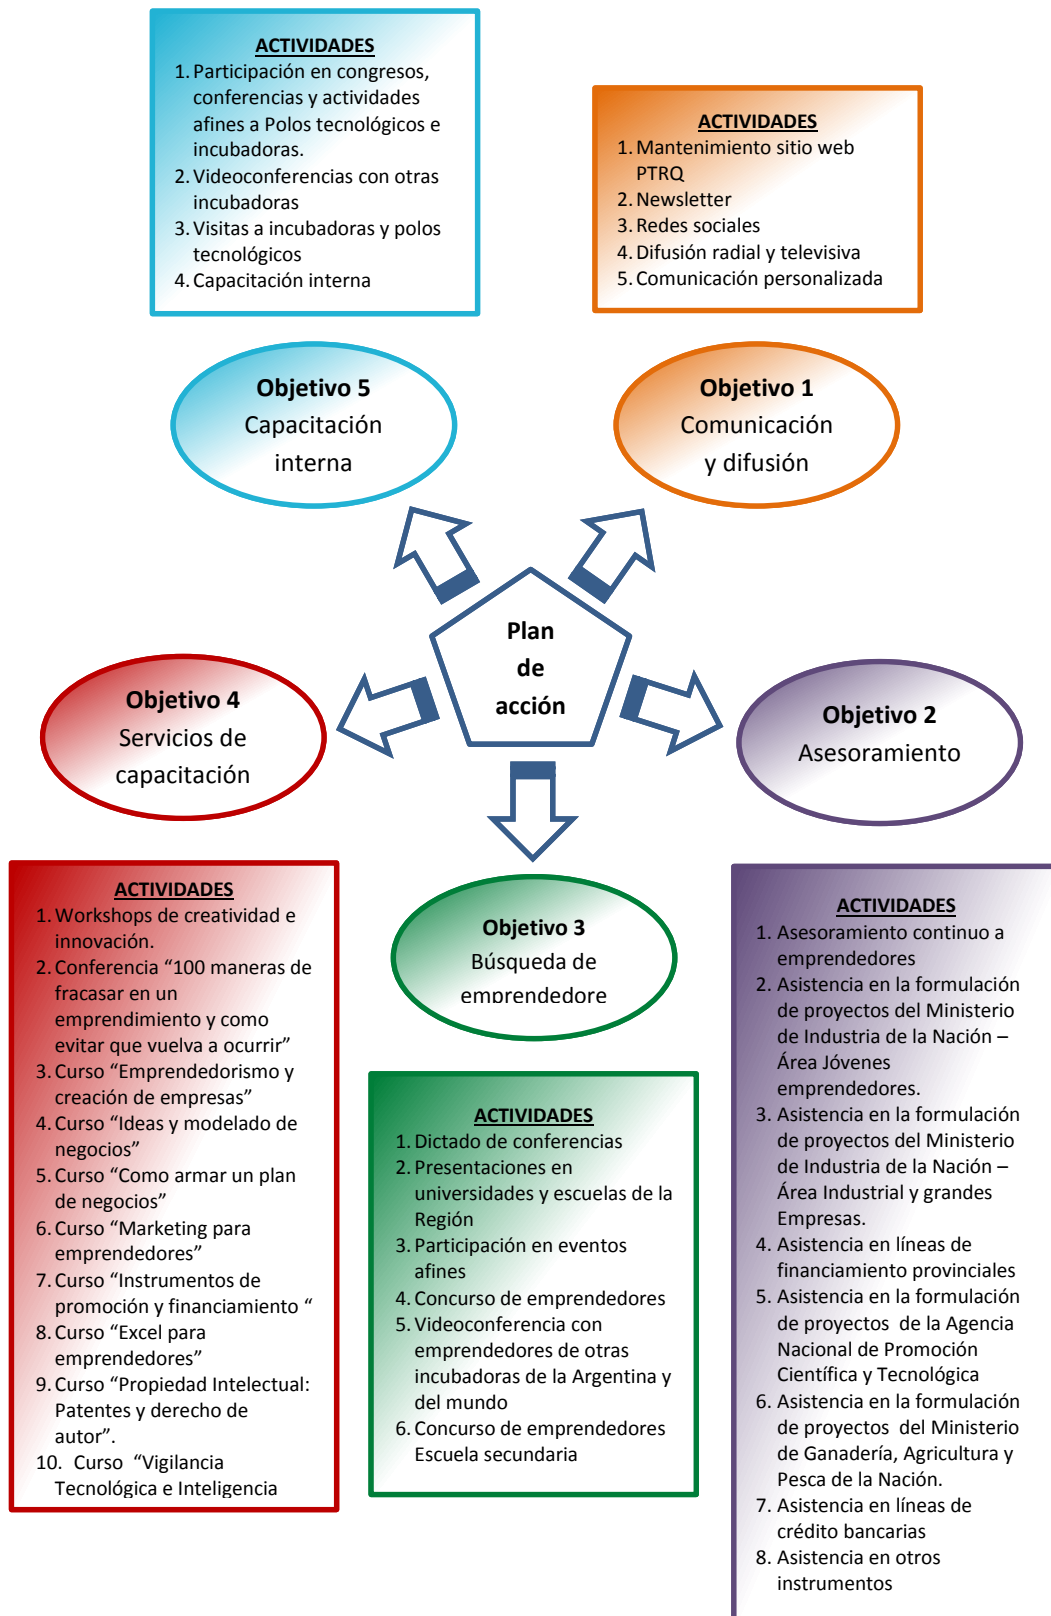 ACTIVIDADES
1. Participación en congresos,
conferencias y actividades
afines a Polos tecnológicos e
incubadoras.
2. Videoconferencias con otras
incubadoras
3. Visitas a incubadoras y polos
tecnológicos
4. Capacitación interna
ACTIVIDADES
1. Mantenimiento sitio web
PTRQ
2. Newsletter
3. Redes sociales
4. Difusión radial y televisiva
5. Comunicación personalizada
Objetivo 5
Capacitación
interna
Objetivo 1
Comunicación
y difusión
Plan
de
acción
Objetivo 4
Servicios de
capacitación
Objetivo 2
Asesoramiento
Objetivo 3
Búsqueda de
emprendedore
ACTIVIDADES
1. Workshops de creatividad e
innovación.
2. Conferencia “100 maneras de
fracasar en un
emprendimiento y como
evitar que vuelva a ocurrir”
3. Curso “Emprendedorismo y
creación de empresas”
4. Curso “Ideas y modelado de
negocios”
5. Curso “Como armar un plan
de negocios”
6. Curso “Marketing para
emprendedores”
7. Curso “Instrumentos de
promoción y financiamiento “
8. Curso “Excel para
emprendedores”
9. Curso “Propiedad Intelectual:
Patentes y derecho de
autor”.
10. Curso “Vigilancia
Tecnológica e Inteligencia
ACTIVIDADES
1. Dictado de conferencias
2. Presentaciones en
universidades y escuelas de la
Región
3. Participación en eventos
afines
4. Concurso de emprendedores
5. Videoconferencia con
emprendedores de otras
incubadoras de la Argentina y
del mundo
6. Concurso de emprendedores
Escuela secundaria
ACTIVIDADES
1. Asesoramiento continuo a
emprendedores
2. Asistencia en la formulación
de proyectos del Ministerio
de Industria de la Nación –
Área Jóvenes
emprendedores.
3. Asistencia en la formulación
de proyectos del Ministerio
de Industria de la Nación –
Área Industrial y grandes
Empresas.
4. Asistencia en líneas de
financiamiento provinciales
5. Asistencia en la formulación
de proyectos de la Agencia
Nacional de Promoción
Científica y Tecnológica
6. Asistencia en la formulación
de proyectos del Ministerio
de Ganadería, Agricultura y
Pesca de la Nación.
7. Asistencia en líneas de
crédito bancarias
8. Asistencia en otros
instrumentos